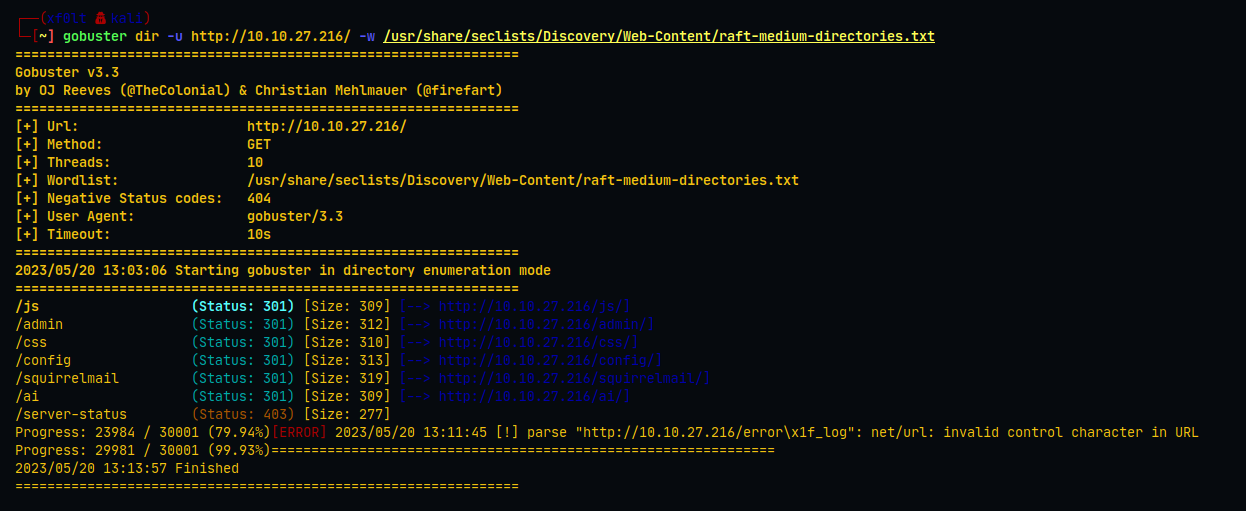 ┌──(xf0l1💀kali)
└─[~] gobuster dir -u http://10.10.27.216/ -w /usr/share/seclists/Discovery/Web-Content/raft-medium-directories.txt
===============================================================
Gobuster v3.3
by OJ Reeves (@TheColonial) & Christian Mehlmauer (@firefart)
===============================================================
[+] Url:                     http://10.10.27.216/
[+] Method:                  GET
[+] Threads:                 10
[+] Wordlist:                /usr/share/seclists/Discovery/Web-Content/raft-medium-directories.txt
[+] Negative Status codes:   404
[+] User Agent:              gobuster/3.3
[+] Timeout:                 10s
===============================================================
2023/05/20 13:03:06 Starting gobuster in directory enumeration mode
===============================================================
/js                   (Status: 301) [Size: 309] [--> http://10.10.27.216/js/]
/admin                (Status: 301) [Size: 312] [--> http://10.10.27.216/admin/]
/css                  (Status: 301) [Size: 310] [--> http://10.10.27.216/css/]
/config               (Status: 301) [Size: 313] [--> http://10.10.27.216/config/]
/squirrelmail         (Status: 301) [Size: 319] [--> http://10.10.27.216/squirrelmail/]
/ai                   (Status: 301) [Size: 309] [--> http://10.10.27.216/ai/]
/server-status        (Status: 403) [Size: 277]
Progress: 23984 / 30001 (79.94%)[ERROR] 2023/05/20 13:11:45 [!] parse "http://10.10.27.216/error\x1f_log": net/url: invalid control character in URL
Progress: 29981 / 30001 (99.93%)===============================================================
2023/05/20 13:13:57 Finished
===============================================================